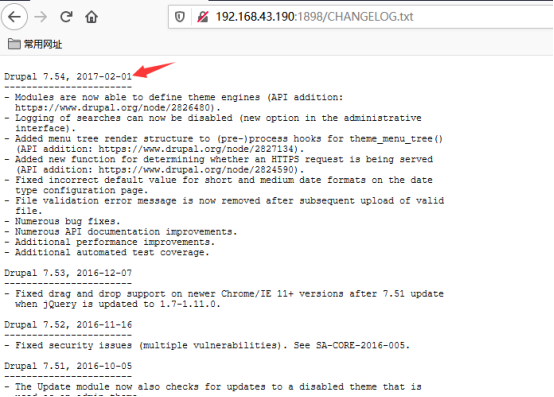 192.168.43.190:1898/CHANGELOG.txt
常用网址
Drupal 7.54, 2017-02-01
-----------------------
- Modules are now able to define theme engines (API addition:
https://www.drupal.org/node/2826480).
- Logging of searches can now be disabled (new option in the administrative
interface).
- Added menu tree render structure to (pre-)process hooks for theme_menu_tree()
(API addition: https://www.drupal.org/node/2827134).
- Added new function for determining whether an HTTPS request is being served
(API addition: https://www.drupal.org/node/2824590).
- Fixed incorrect default value for short and medium date formats on the date
type configuration page.
- File validation error message is now removed after subsequent upload of valid
file.
- Numerous bug fixes.
- Numerous API documentation improvements.
- Additional performance improvements.
- Additional automated test coverage.
Drupal 7.53, 2016-12-07
-----------------------
- Fixed drag and drop support on newer Chrome/IE 11+ versions after 7.51 update
when jQuery is updated to 1.7-1.11.0.
Drupal 7.52, 2016-11-16
-----------------------
- Fixed security issues (multiple vulnerabilities). See SA-CORE-2016-005.
Drupal 7.51, 2016-10-05
-----------------------
- The Update module now also checks for updates to a disabled theme that is
used as an admin theme.